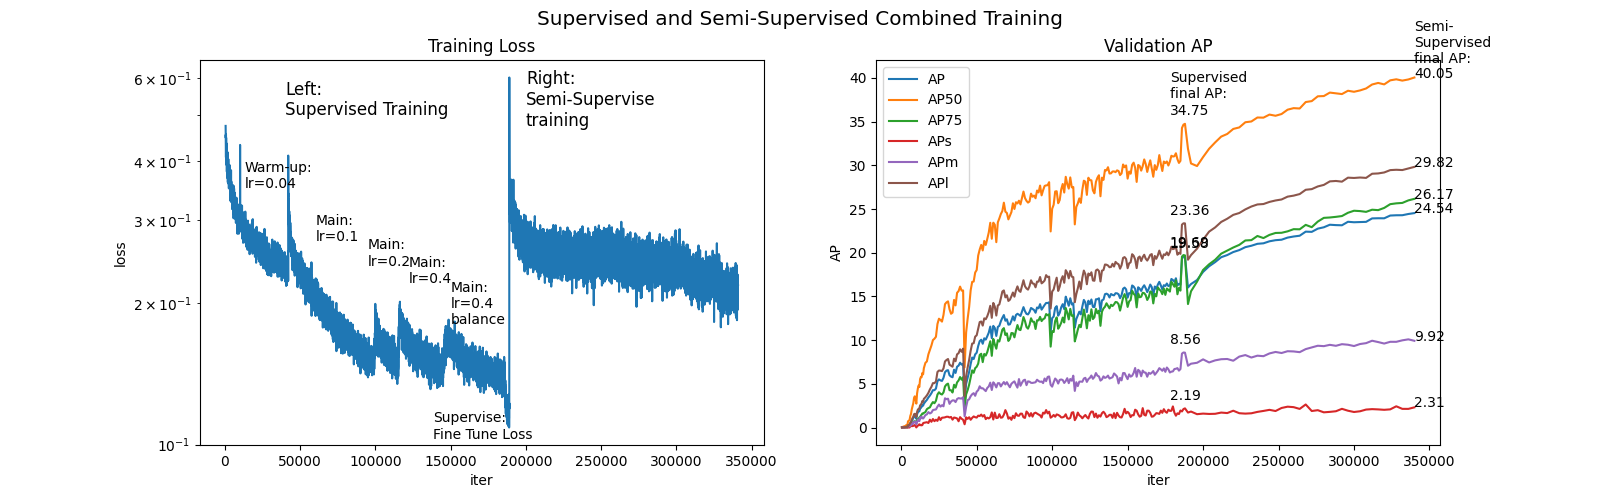 Supervised and Semi-Supervised Combined Training
Training Loss
6 × 10⁻¹
4 × 10⁻¹
3 × 10⁻¹
2 × 10⁻¹
10⁻¹
loss
Left:
Supervised Training
Right:
Semi-Supervise
training
Warm-up:
lr=0.04
Main:
lr=0.1
Main:
lr=0.2
Main:
lr=0.4
Main:
lr=0.4
balance
Supervise:
Fine Tune Loss
0 50000 100000 150000 200000 250000 300000 350000
iter
Validation AP
40
35
30
25
20
15
10
5
0
AP
AP
AP50
AP75
APs
APm
APl
Supervised
final AP:
34.75
23.36
19.69
8.56
2.19
Semi-
Supervised
final AP:
40.05
29.82
26.17
24.54
9.92
2.31
0 50000 100000 150000 200000 250000 300000 350000
iter